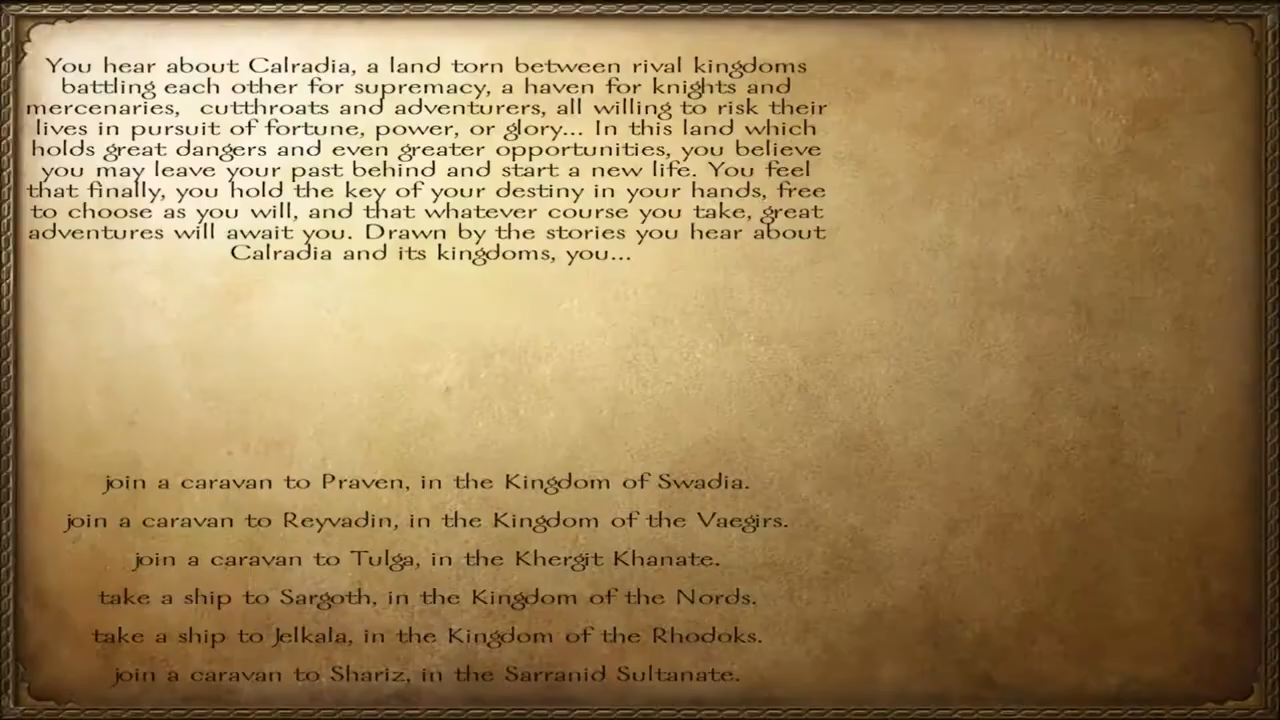 You hear about Calradia, a land torn between rival kingdoms
battling each other for supremacy, a haven for knights and
mercenaries,  cutthroats and adventurers, all willing to risk their
lives in pursuit of fortune, power, or glory... In this land which
holds great dangers and even greater opportunities, you believe
you may leave your past behind and start a new life. You feel
that finally, you hold the key of your destiny in your hands, free
to choose as you will, and that whatever course you take, great
adventures will await you. Drawn by the stories you hear about
Calradia and its kingdoms, you...
join a caravan to Praven, in the Kingdom of Swadia.
join a caravan to Reyvadin, in the Kingdom of the Vaegirs.
join a caravan to Tulga, in the Khergit Khanate.
take a ship to Sargoth, in the Kingdom of the Nords.
take a ship to Jelkala, in the Kingdom of the Rhodoks.
join a caravan to Shariz, in the Sarranid Sultanate.